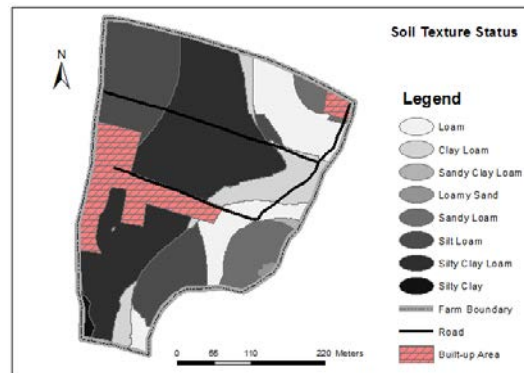 Soil Texture Status
N
Legend
Loam
Clay Loam
Sandy Clay Loam
Loamy Sand
Sandy Loam
Silt Loam
Silty Clay Loam
Silty Clay
Farm Boundary
Road
Built-up Area
0 55 110 220 Meters